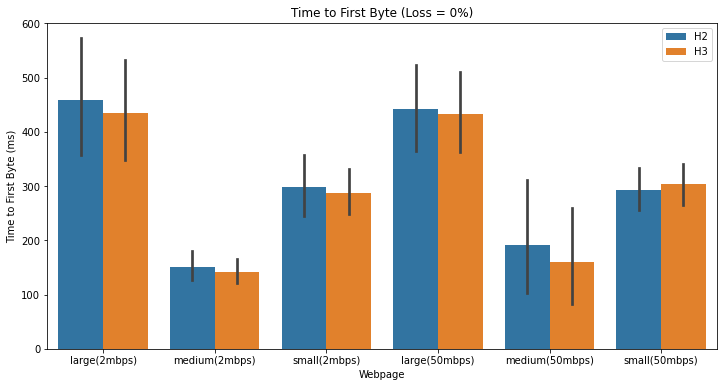 Time to First Byte (Loss = 0%)
H2
H3
600
500
400
300
200
100
0
Time to First Byte (ms)
large(2mbps)
medium(2mbps)
small(2mbps)
large(50mbps)
medium(50mbps)
small(50mbps)
Webpage